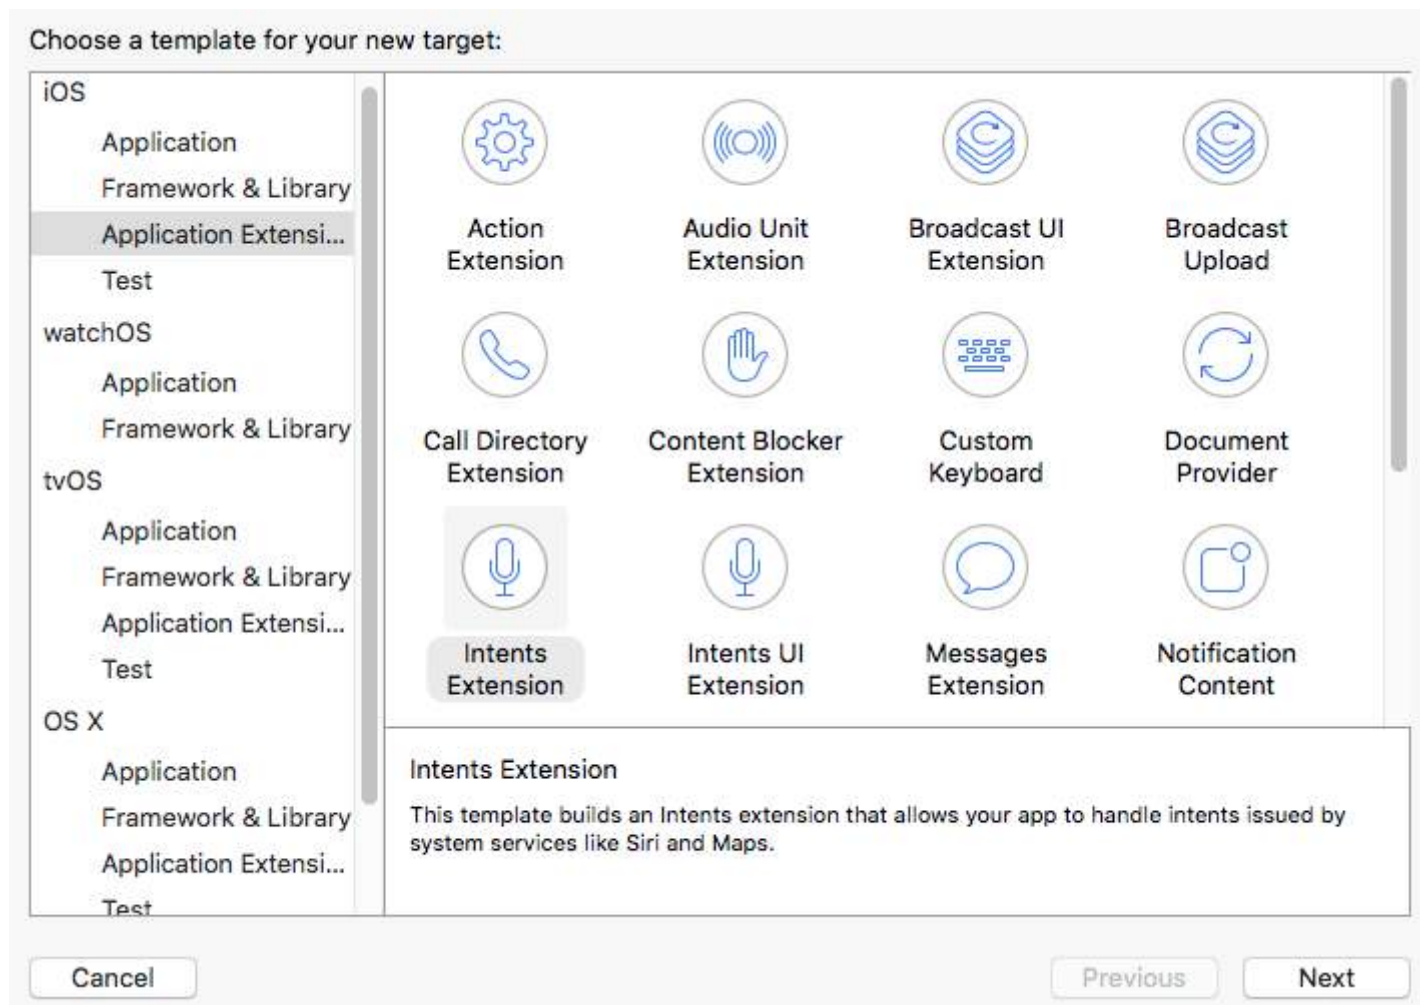 Choose a template for your new target:
iOS
Application
Framework & Library
Application Extensi...
Test
watchOS
Application
Framework & Library
tvOS
Application
Framework & Library
Application Extensi...
Test
OS X
Application
Framework & Library
Application Extensi...
Test
Action
Extension
Audio Unit
Extension
Broadcast UI
Extension
Broadcast
Upload
Call Directory
Extension
Content Blocker
Extension
Custom
Keyboard
Document
Provider
Intents
Extension
Intents UI
Extension
Messages
Extension
Notification
Content
Intents Extension
This template builds an Intents extension that allows your app to handle intents issued by
system services like Siri and Maps.
Cancel
Previous
Next